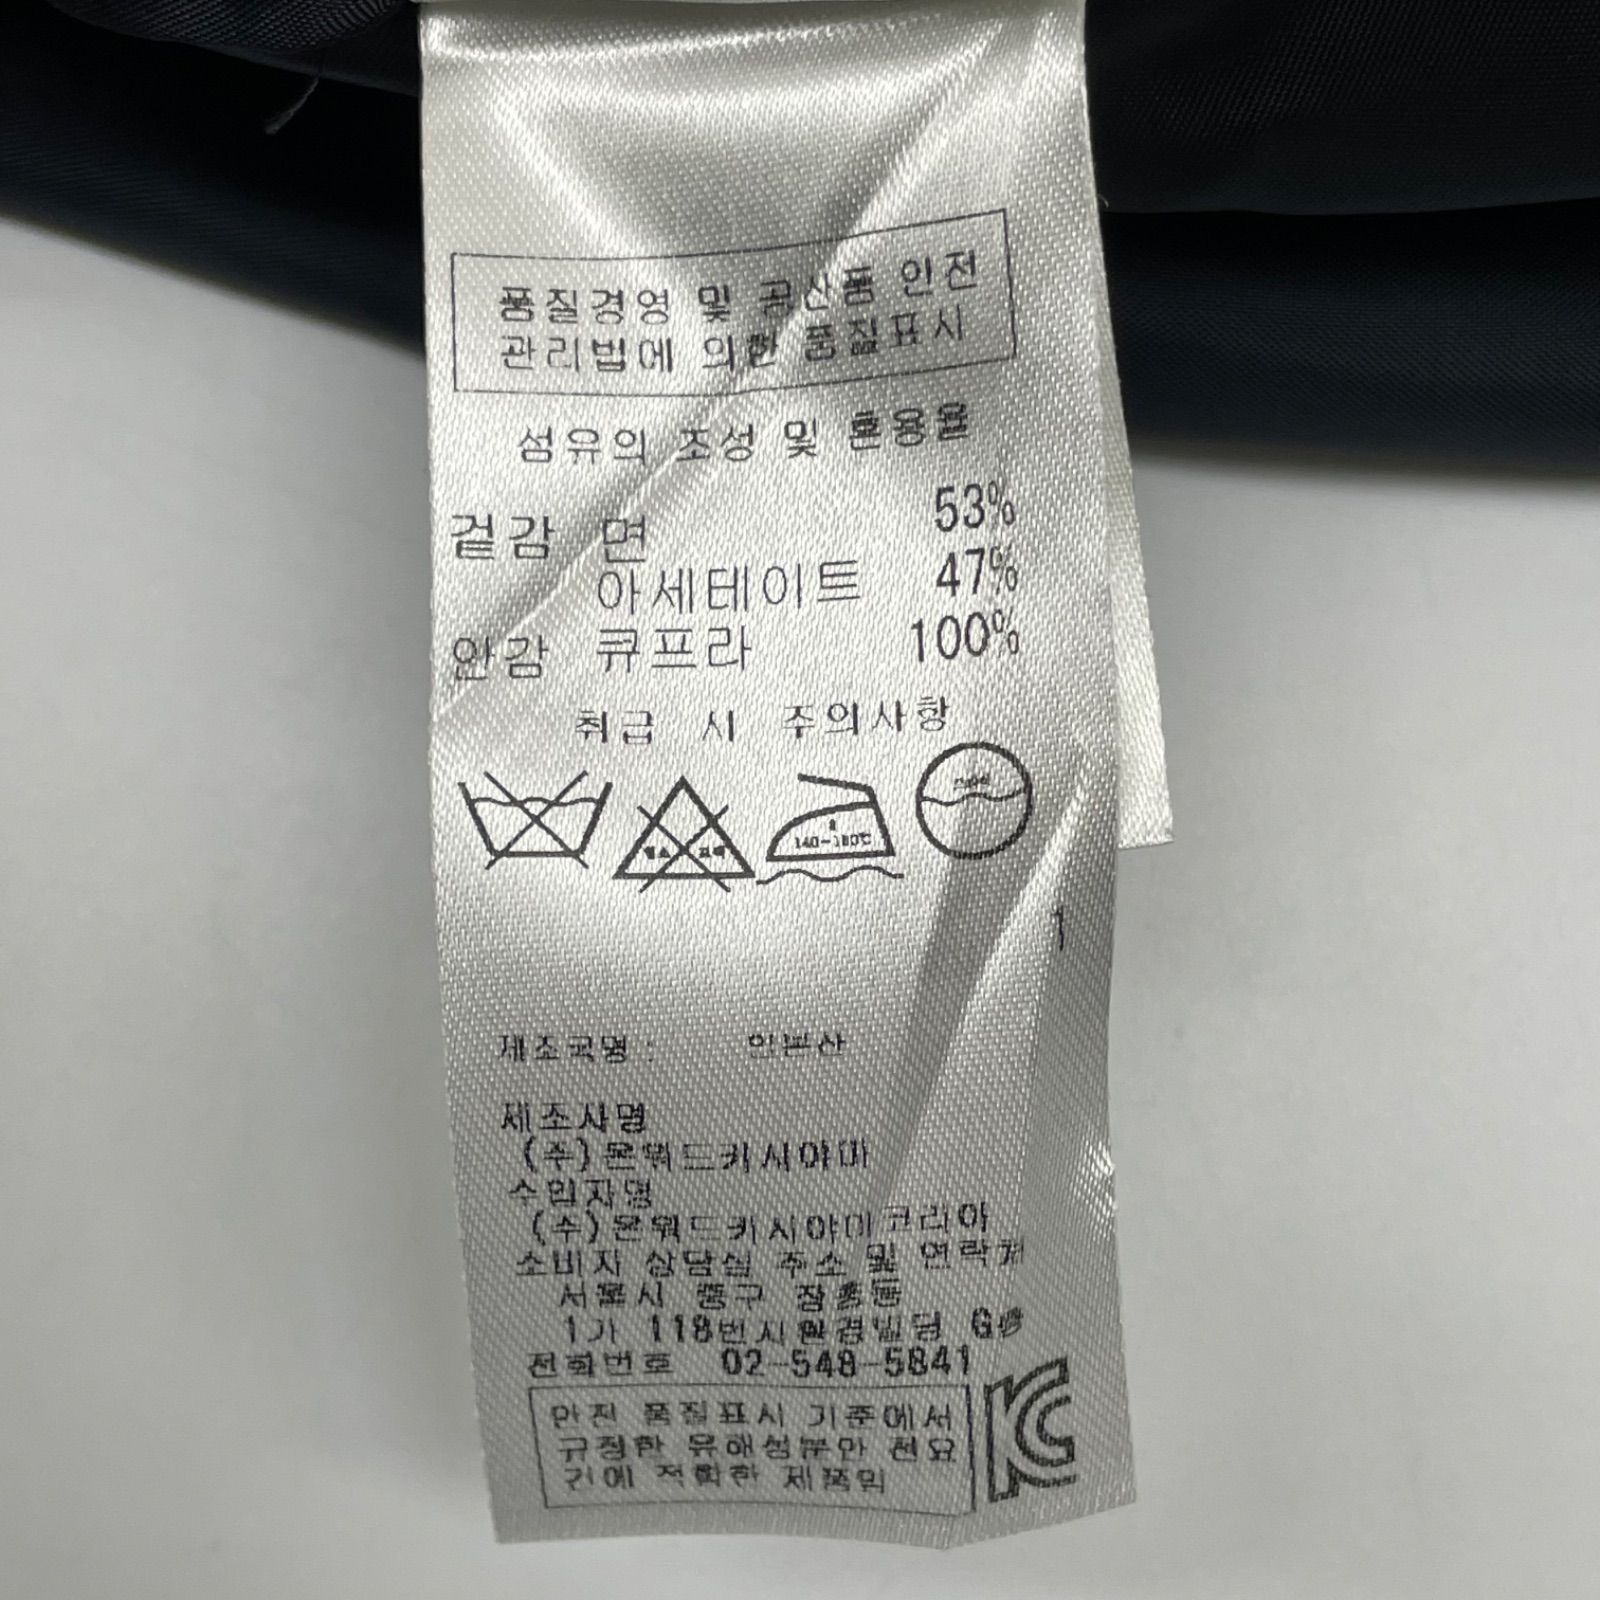 품질경영 및 공산품 안전
관리법에 의한 품질표시
섬유의 조성 및 혼용율
겉감 면 53%
아세테이트 47%
안감 큐프라 100%
취급 시 주의사항
140~160℃
1
제조국명 : 일본산
제조자명
(주)온워드카시야마
수입자명
(주)온워드카시야마코리아
소비자 상담실 주소 및 연락처
서울시 중구 장충동
1가 118번지환경빌딩
전화번호 02-548-5841
안전 품질표시 기준에서
규정한 유해성분안 전요
건에 적합한 제품임